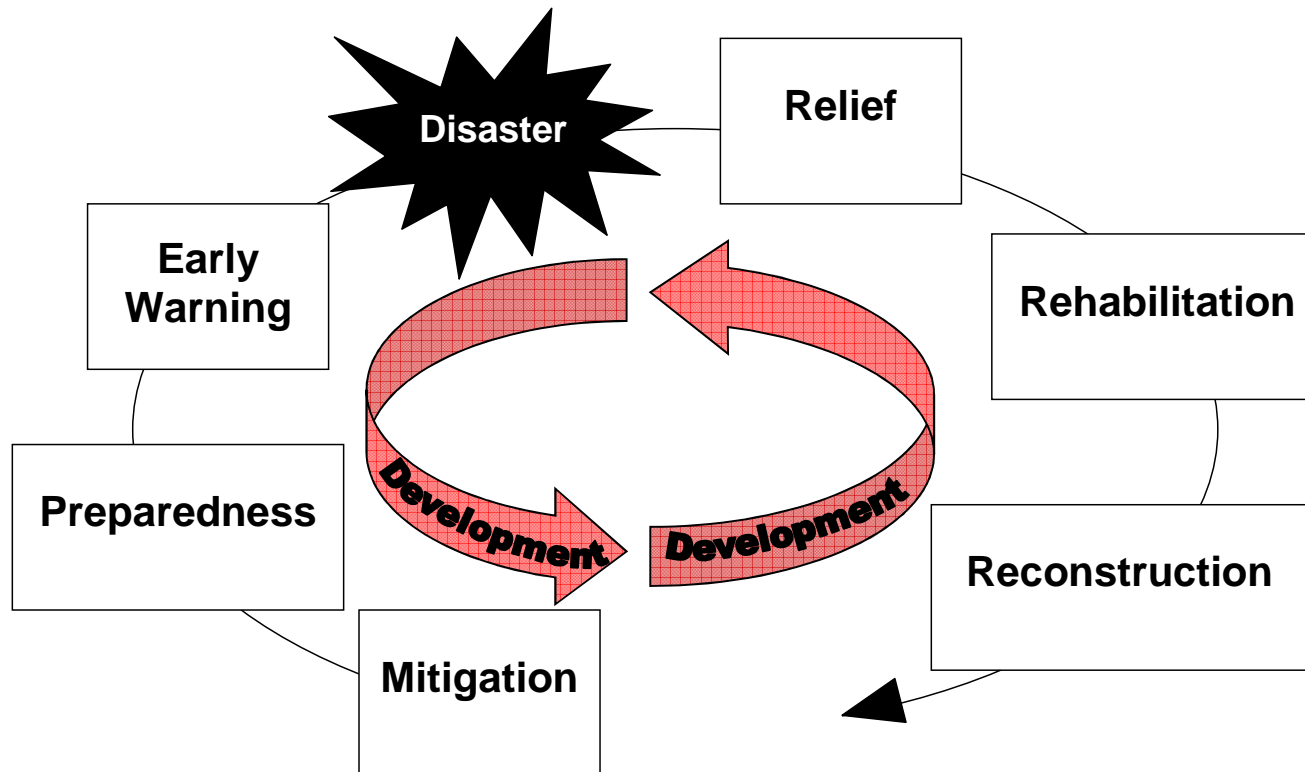 Disaster
Relief
Early
Warning
Rehabilitation
Preparedness
Development
Development
Reconstruction
Mitigation